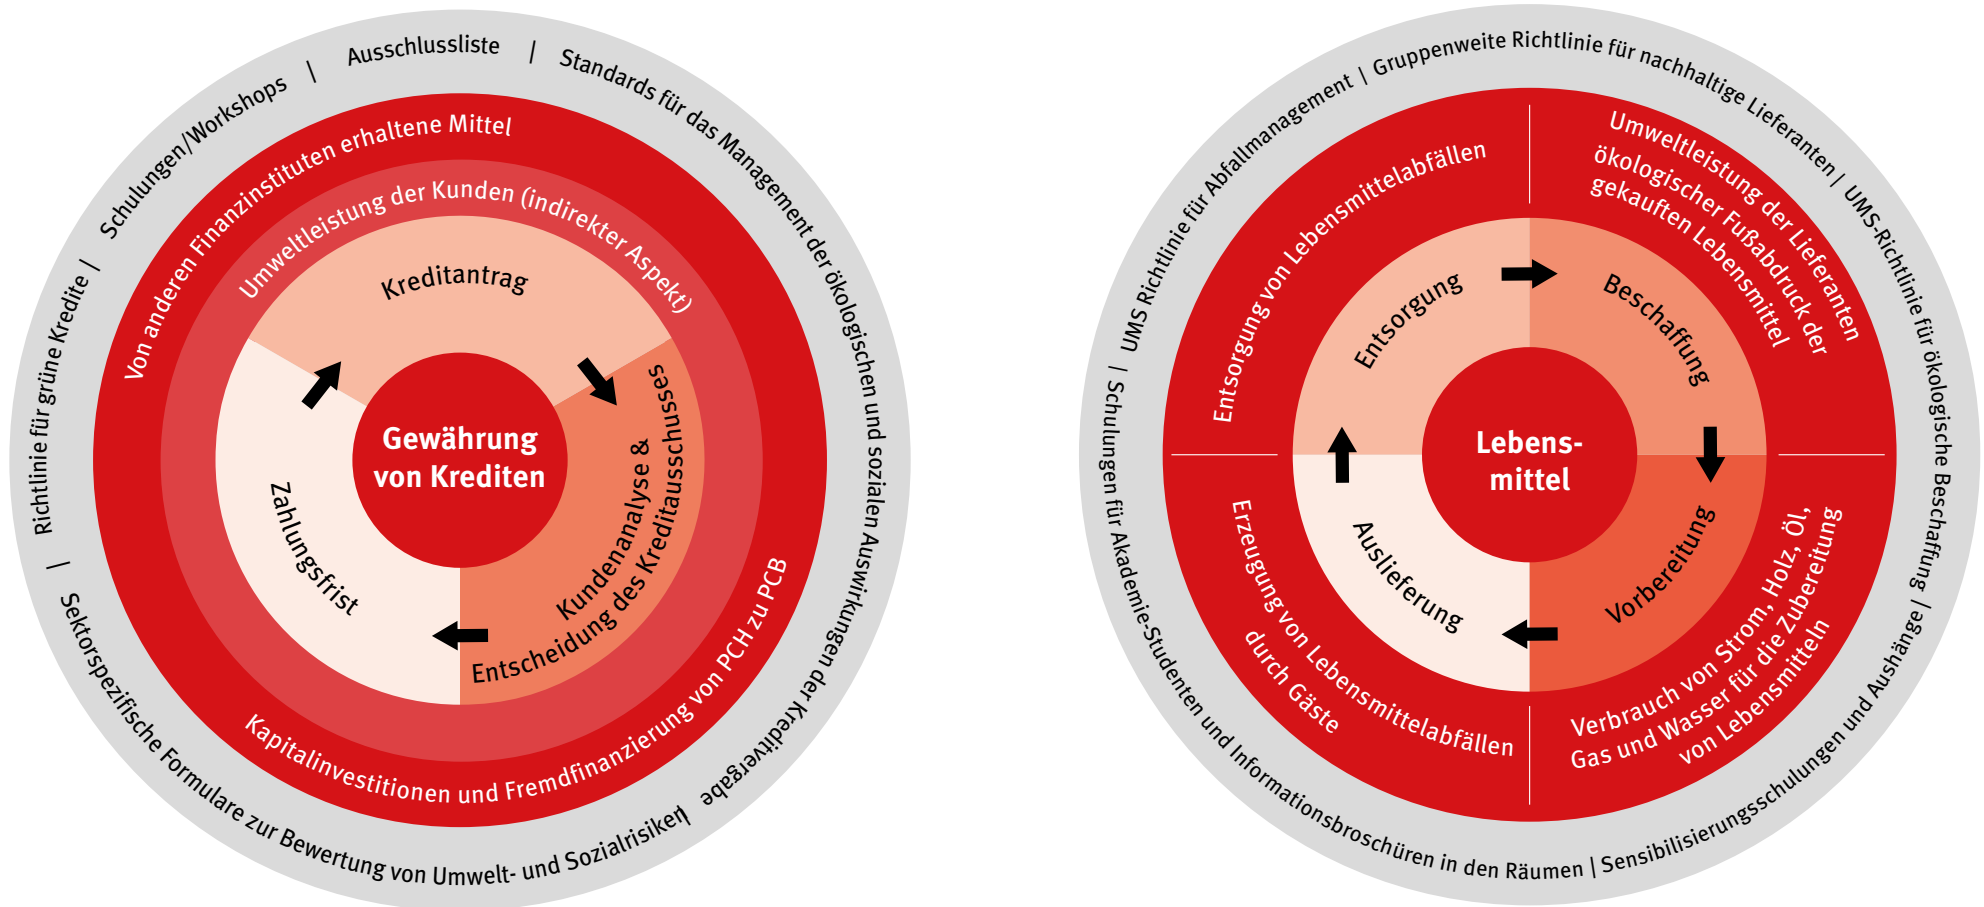 Richtlinie für grüne Kredite | Schulungen/Workshops | Ausschlussliste | Standards für das Management der ökologischen und sozialen Auswirkungen der Kreditvergabe |
Sektorspezifische Formulare zur Bewertung von Umwelt- und Sozialrisiken |
Von anderen Finanzinstituten erhaltene Mittel
Umweltleistung der Kunden (indirekter Aspekt)
Kreditantrag
Kundenanalyse &
Entscheidung des Kreditausschusses
Zahlungsfrist
Gewährung
von Krediten
Kapitalinvestitionen und Fremdfinanzierung von PCH zu PCB
UMS Richtlinie für Abfallmanagement | Gruppenweite Richtlinie für nachhaltige Lieferanten | UMS-Richtlinie für ökologische Beschaffung |
Sensibilisierungsschulungen und Aushänge |
Schulungen für Akademie-Studenten und Informationsbroschüren in den Räumen |
Entsorgung von Lebensmittelabfällen
Umweltleistung der Lieferanten
ökologischer Fußabdruck der
gekauften Lebensmittel
Entsorgung
Beschaffung
Vorbereitung
Auslieferung
Lebens-
mittel
Erzeugung von Lebensmittelabfällen
durch Gäste
Verbrauch von Strom, Holz, Öl,
Gas und Wasser für die Zubereitung
von Lebensmitteln